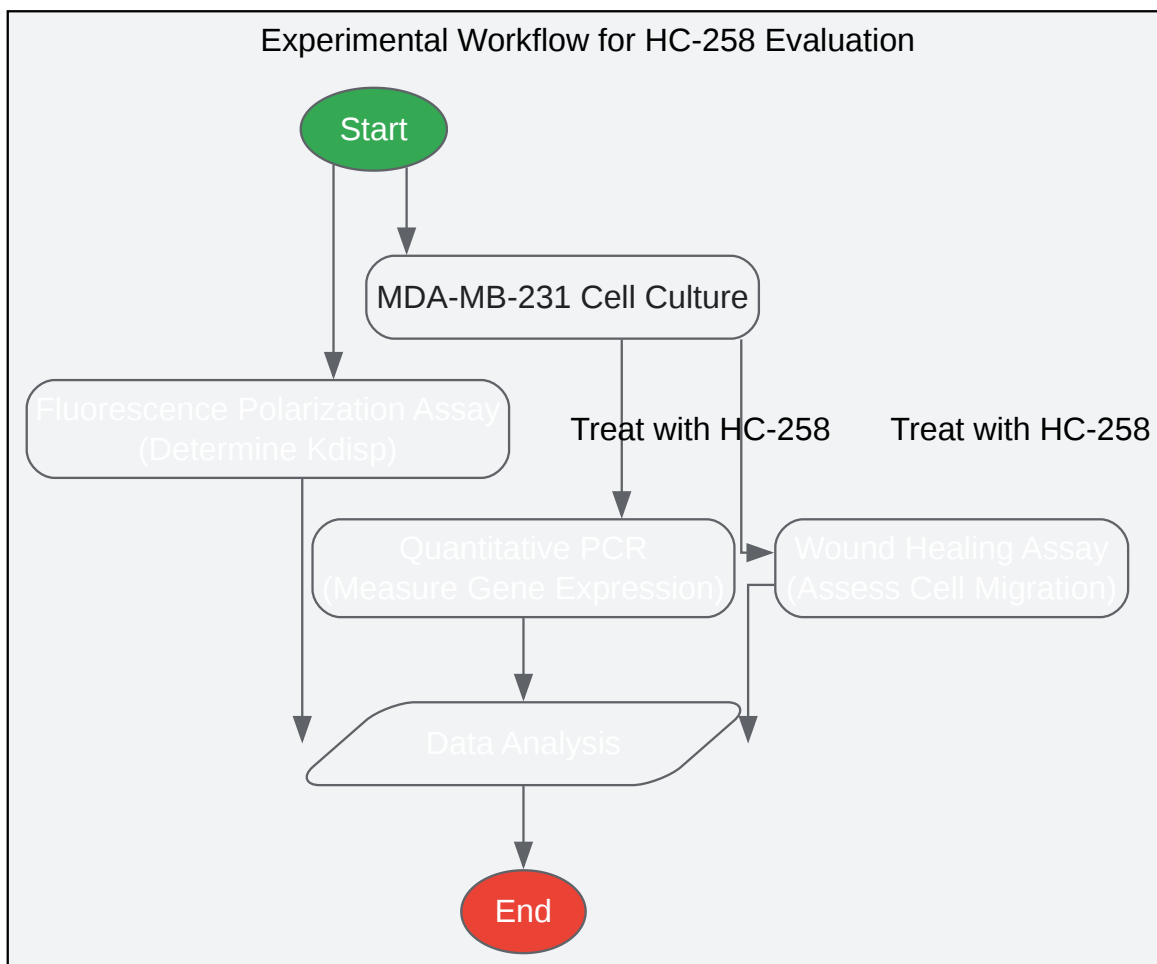 Experimental Workflow for HC-258 Evaluation
Start
MDA-MB-231 Cell Culture
Fluorescence Polarization Assay
(Determine Kdisp)
Treat with HC-258
Treat with HC-258
Quantitative PCR
(Measure Gene Expression)
Wound Healing Assay
(Assess Cell Migration)
Data Analysis
End